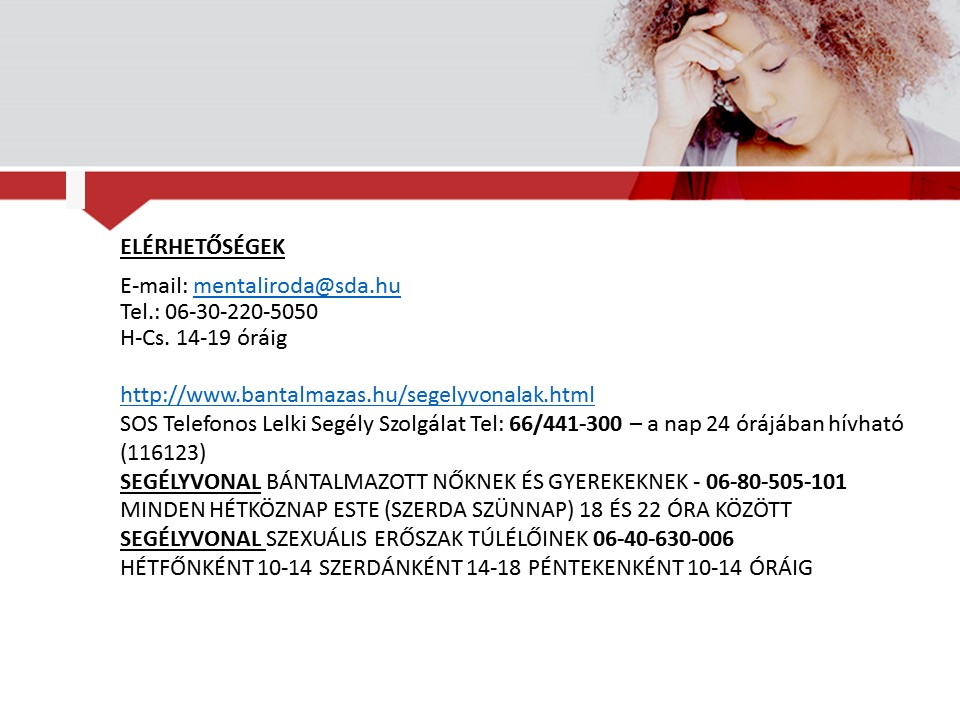 ELÉRHETŐSÉGEK
E-mail: mentaliroda@sda.hu
Tel.: 06-30-220-5050
H-Cs. 14-19 óráig
http://www.bantalmazas.hu/segelyvonalak.html
SOS Telefonos Lelki Segély Szolgálat Tel: 66/441-300 – a nap 24 órájában hívható
(116123)
SEGÉLYVONAL BÁNTALMAZOTT NŐKNEK ÉS GYEREKEKNEK - 06-80-505-101
MINDEN HÉTKÖZNAP ESTE (SZERDA SZÜNNAP) 18 ÉS 22 ÓRA KÖZÖTT
SEGÉLYVONAL SZEXUÁLIS ERŐSZAK TÚLÉLŐINEK 06-40-630-006
HÉTFŐNKÉNT 10-14 SZERDÁNKÉNT 14-18 PÉNTEKENKÉNT 10-14 ÓRÁIG